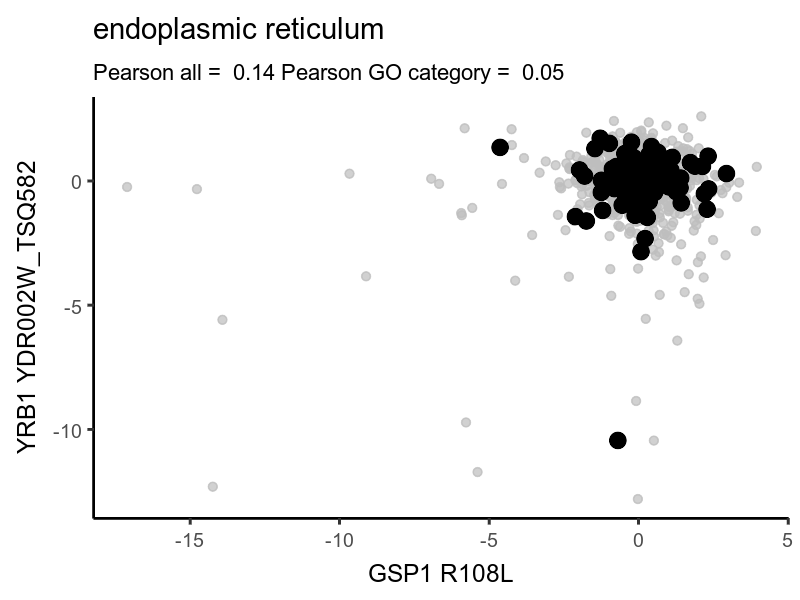 endoplasmic reticulum
Pearson all =  0.14 Pearson GO category =  0.05
YRB1 YDR002W_TSQ582
0
-5
-10
-15
-10
-5
0
5
GSP1 R108L